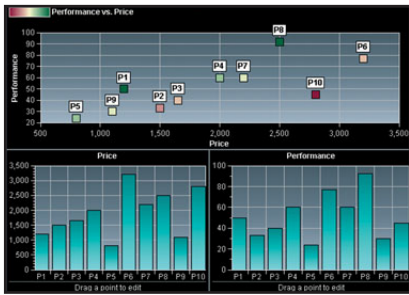 Performance vs. Price
Performance
100
90
80
70
60
50
40
30
20
P8
P6
P4
P7
P1
P10
P3
P2
P9
P5
500
1,000
1,500
2,000
2,500
3,000
3,500
Price
Price
3,500
3,000
2,500
2,000
1,500
1,000
500
0
P1 P2 P3 P4 P5 P6 P7 P8 P9 P10
Drag a point to edit
Performance
100
80
60
40
20
0
P1 P2 P3 P4 P5 P6 P7 P8 P9 P10
Drag a point to edit